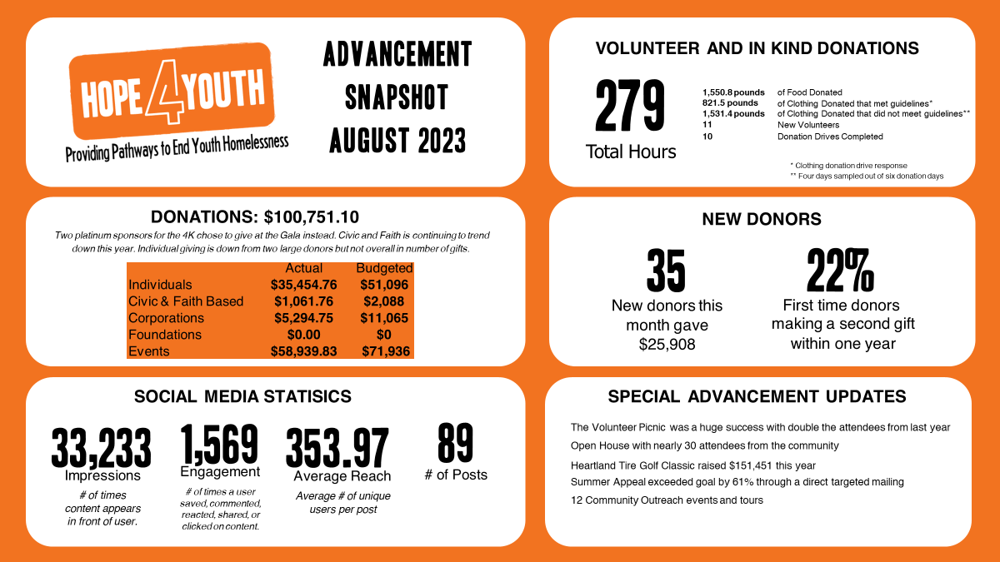 HOPE 4 YOUTH
Providing Pathways to End Youth Homelessness
ADVANCEMENT
SNAPSHOT
AUGUST 2023
VOLUNTEER AND IN KIND DONATIONS
279
Total Hours
1,550.8 pounds of Food Donated
821.5 pounds of Clothing Donated that met guidelines*
1,531.4 pounds of Clothing Donated that did not meet guidelines**
11 New Volunteers
10 Donation Drives Completed
* Clothing donation drive response
** Four days sampled out of six donation days
DONATIONS: $100,751.10
Two platinum sponsors for the 4K chose to give at the Gala instead. Civic and Faith is continuing to trend
down this year. Individual giving is down from two large donors but not overall in number of gifts.
Actual Budgeted
Individuals $35,454.76 $51,096
Civic & Faith Based $1,061.76 $2,088
Corporations $5,294.75 $11,065
Foundations $0.00 $0
Events $58,939.83 $71,936
NEW DONORS
35
New donors this
month gave
$25,908
22%
First time donors
making a second gift
within one year
SOCIAL MEDIA STATISICS
33,233
Impressions
# of times
content appears
in front of user.
1,569
Engagement
# of times a user
saved, commented,
reacted, shared, or
clicked on content.
353.97
Average Reach
Average # of unique
users per post
89
# of Posts
SPECIAL ADVANCEMENT UPDATES
The Volunteer Picnic was a huge success with double the attendees from last year
Open House with nearly 30 attendees from the community
Heartland Tire Golf Classic raised $151,451 this year
Summer Appeal exceeded goal by 61% through a direct targeted mailing
12 Community Outreach events and tours